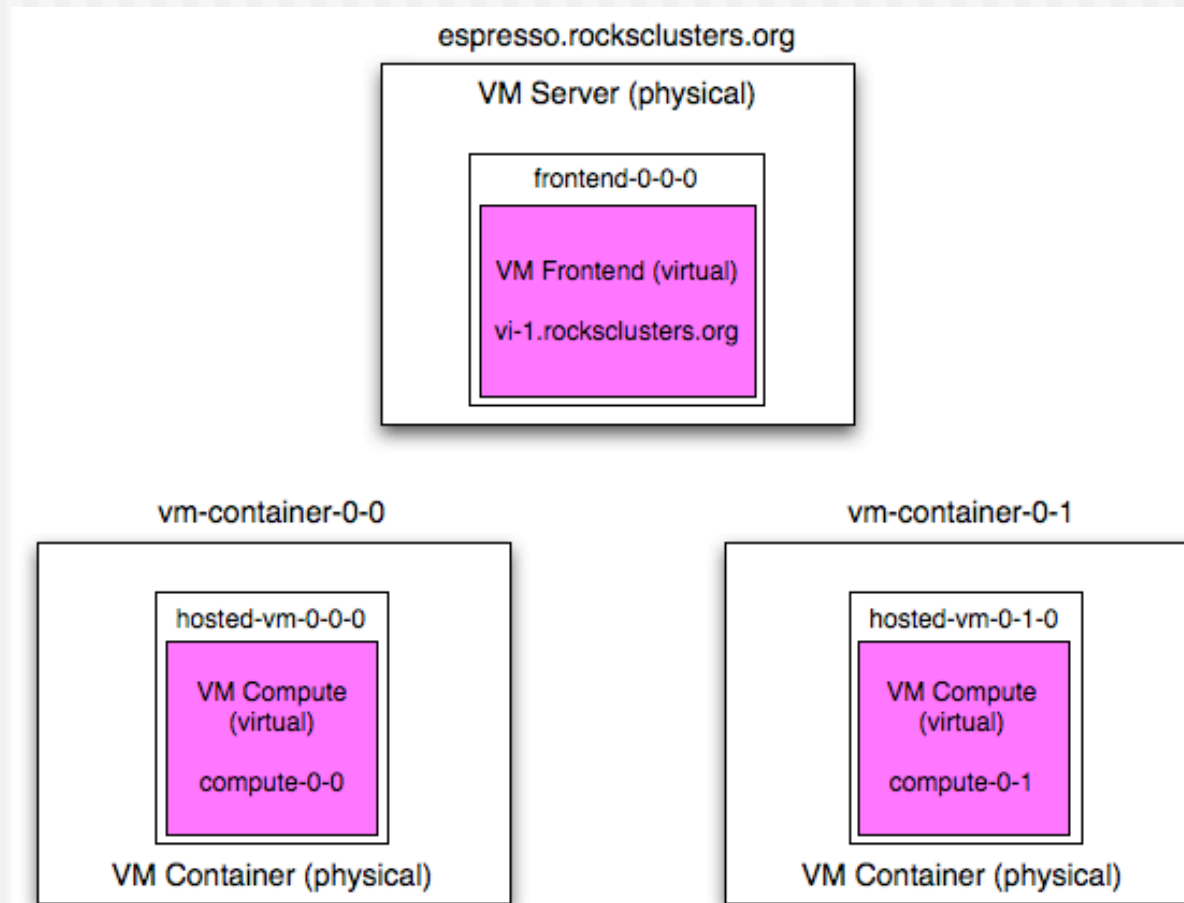 espresso.rocksclusters.org
VM Server (physical)
frontend-0-0-0
VM Frontend (virtual)
vi-1.rocksclusters.org
vm-container-0-0
hosted-vm-0-0-0
VM Compute
(virtual)
compute-0-0
VM Container (physical)
vm-container-0-1
hosted-vm-0-1-0
VM Compute
(virtual)
compute-0-1
VM Container (physical)